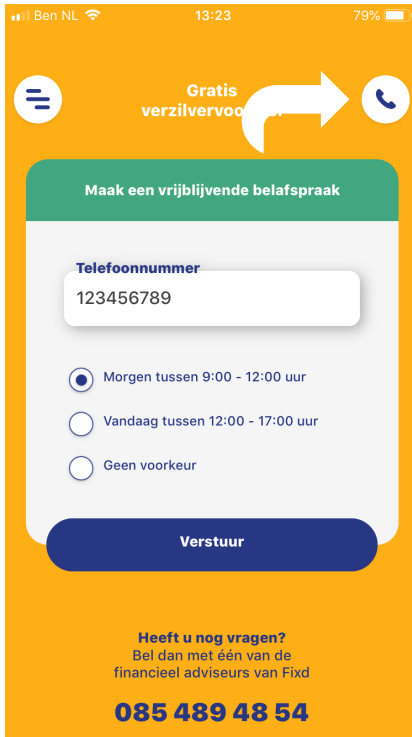 Ben NL
13:23
79%
Gratis
Maak een vrijblijvende belafspraak
Telefoonnummer
123456789
Morgen tussen 9:00 - 12:00 uur
Vandaag tussen 12:00 - 17:00 uur
Geen voorkeur
Verstuur
Heeft u nog vragen?
Bel dan met één van de
financieel adviseurs van Fixd
085 489 48 54